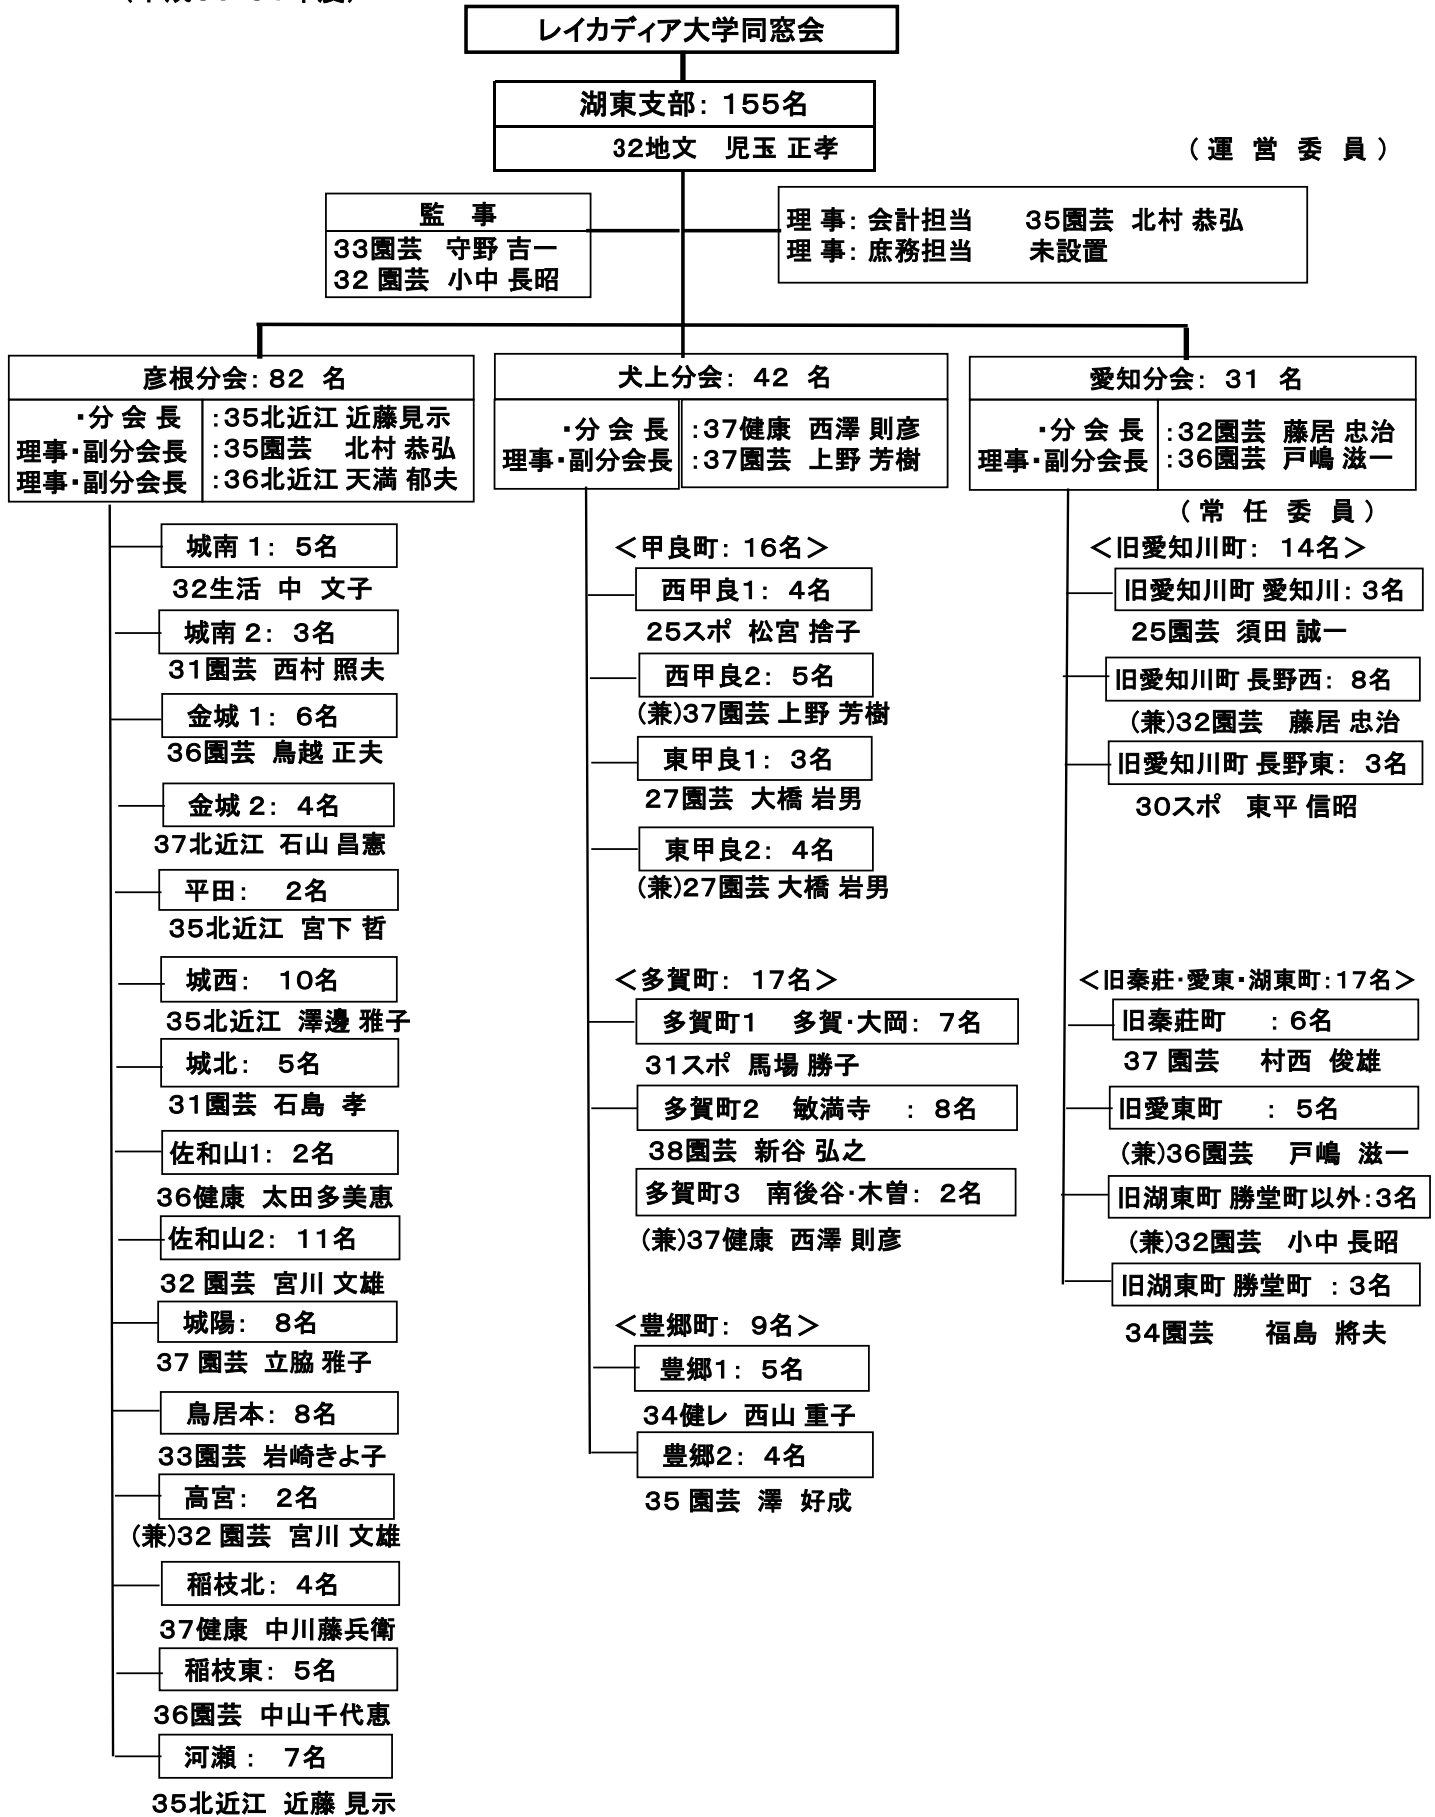 レイカディア大学同窓会
湖東支部: 155名
32地文 児玉 正孝
( 運 営 委 員 )
監 事
33園芸 守野 吉一
32 園芸 小中 長昭
理 事: 会計担当 35園芸 北村 恭弘
理 事: 庶務担当 未設置
彦根分会: 82 名
・分 会 長 :35北近江 近藤見示
理事・副分会長 :35園芸 北村 恭弘
理事・副分会長 :36北近江 天満 郁夫
城南 1: 5名
32生活 中 文子
城南 2: 3名
31園芸 西村 照夫
金城 1: 6名
36園芸 鳥越 正夫
金城 2: 4名
37北近江 石山 昌憲
平田: 2名
35北近江 宮下 哲
城西: 10名
35北近江 澤邊 雅子
城北: 5名
31園芸 石島 孝
佐和山1: 2名
36健康 太田多美恵
佐和山2: 11名
32 園芸 宮川 文雄
城陽: 8名
37 園芸 立脇 雅子
鳥居本: 8名
33園芸 岩崎きよ子
高宮: 2名
(兼)32 園芸 宮川 文雄
稲枝北: 4名
37健康 中川藤兵衛
稲枝東: 5名
36園芸 中山千代恵
河瀬 : 7名
35北近江 近藤 見示
犬上分会: 42 名
・分 会 長 :37健康 西澤 則彦
理事・副分会長 :37園芸 上野 芳樹
<甲良町: 16名>
西甲良1: 4名
25スポ 松宮 捨子
西甲良2: 5名
(兼)37園芸 上野 芳樹
東甲良1: 3名
27園芸 大橋 岩男
東甲良2: 4名
(兼)27園芸 大橋 岩男
<多賀町: 17名>
多賀町1 多賀・大岡: 7名
31スポ 馬場 勝子
多賀町2 敏満寺 : 8名
38園芸 新谷 弘之
多賀町3 南後谷・木曽: 2名
(兼)37健康 西澤 則彦
<豊郷町: 9名>
豊郷1: 5名
34健レ 西山 重子
豊郷2: 4名
35 園芸 澤 好成
愛知分会: 31 名
・分 会 長 :32園芸 藤居 忠治
理事・副分会長 :36園芸 戸嶋 滋一
( 常 任 委 員 )
<旧愛知川町: 14名>
旧愛知川町 愛知川: 3名
25園芸 須田 誠一
旧愛知川町 長野西: 8名
(兼)32園芸 藤居 忠治
旧愛知川町 長野東: 3名
30スポ 東平 信昭
<旧秦荘・愛東・湖東町:17名>
旧秦荘町 : 6名
37 園芸 村西 俊雄
旧愛東町 : 5名
(兼)36園芸 戸嶋 滋一
旧湖東町 勝堂町以外:3名
(兼)32園芸 小中 長昭
旧湖東町 勝堂町 : 3名
34園芸 福島 將夫